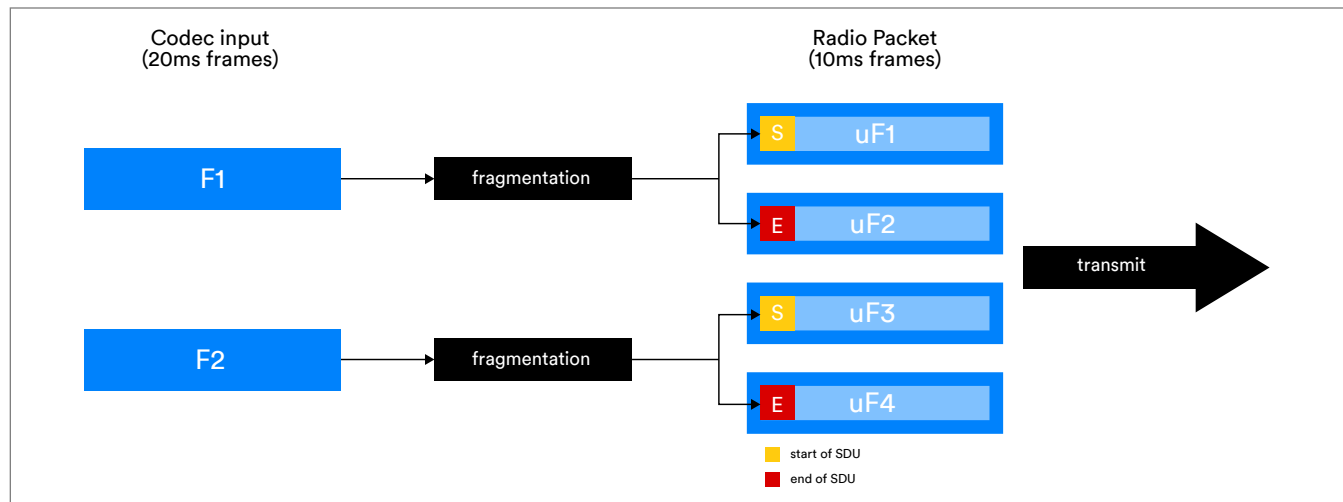 Codec input
(20ms frames)
Radio Packet
(10ms frames)
F1
fragmentation
S
uF1
E
uF2
transmit
F2
fragmentation
S
uF3
E
uF4
start of SDU
end of SDU